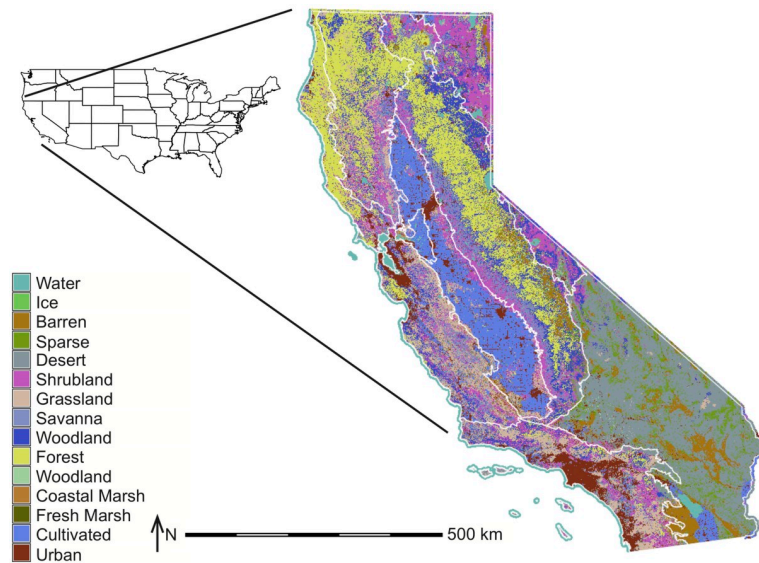 Water
Ice
Barren
Sparse
Desert
Shrubland
Grassland
Savanna
Woodland
Forest
Woodland
Coastal Marsh
Fresh Marsh
Cultivated
Urban
N
500 km